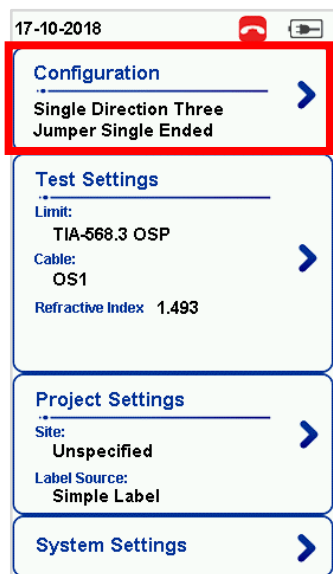 17-10-2018
Configuration
Single Direction Three
Jumper Single Ended
Test Settings
Limit:
TIA-568.3 OSP
Cable:
OS1
Refractive Index 1.493
Project Settings
Site:
Unspecified
Label Source:
Simple Label
System Settings